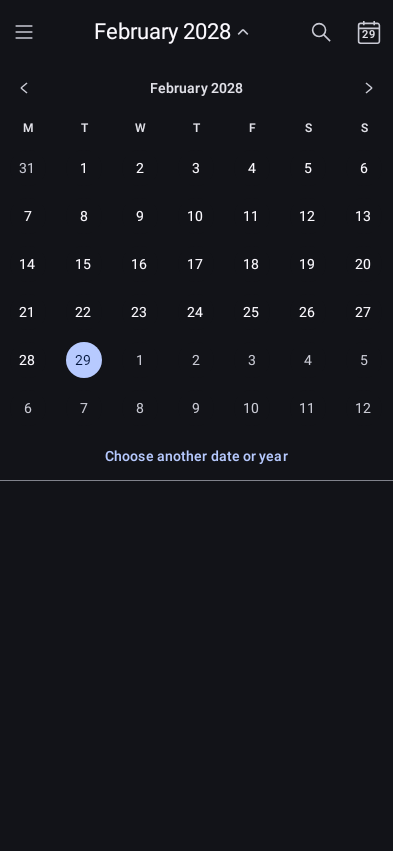 February 2028
29
February 2028
M T W T F S S
31 1 2 3 4 5 6
7 8 9 10 11 12 13
14 15 16 17 18 19 20
21 22 23 24 25 26 27
28 29 1 2 3 4 5
6 7 8 9 10 11 12
Choose another date or year